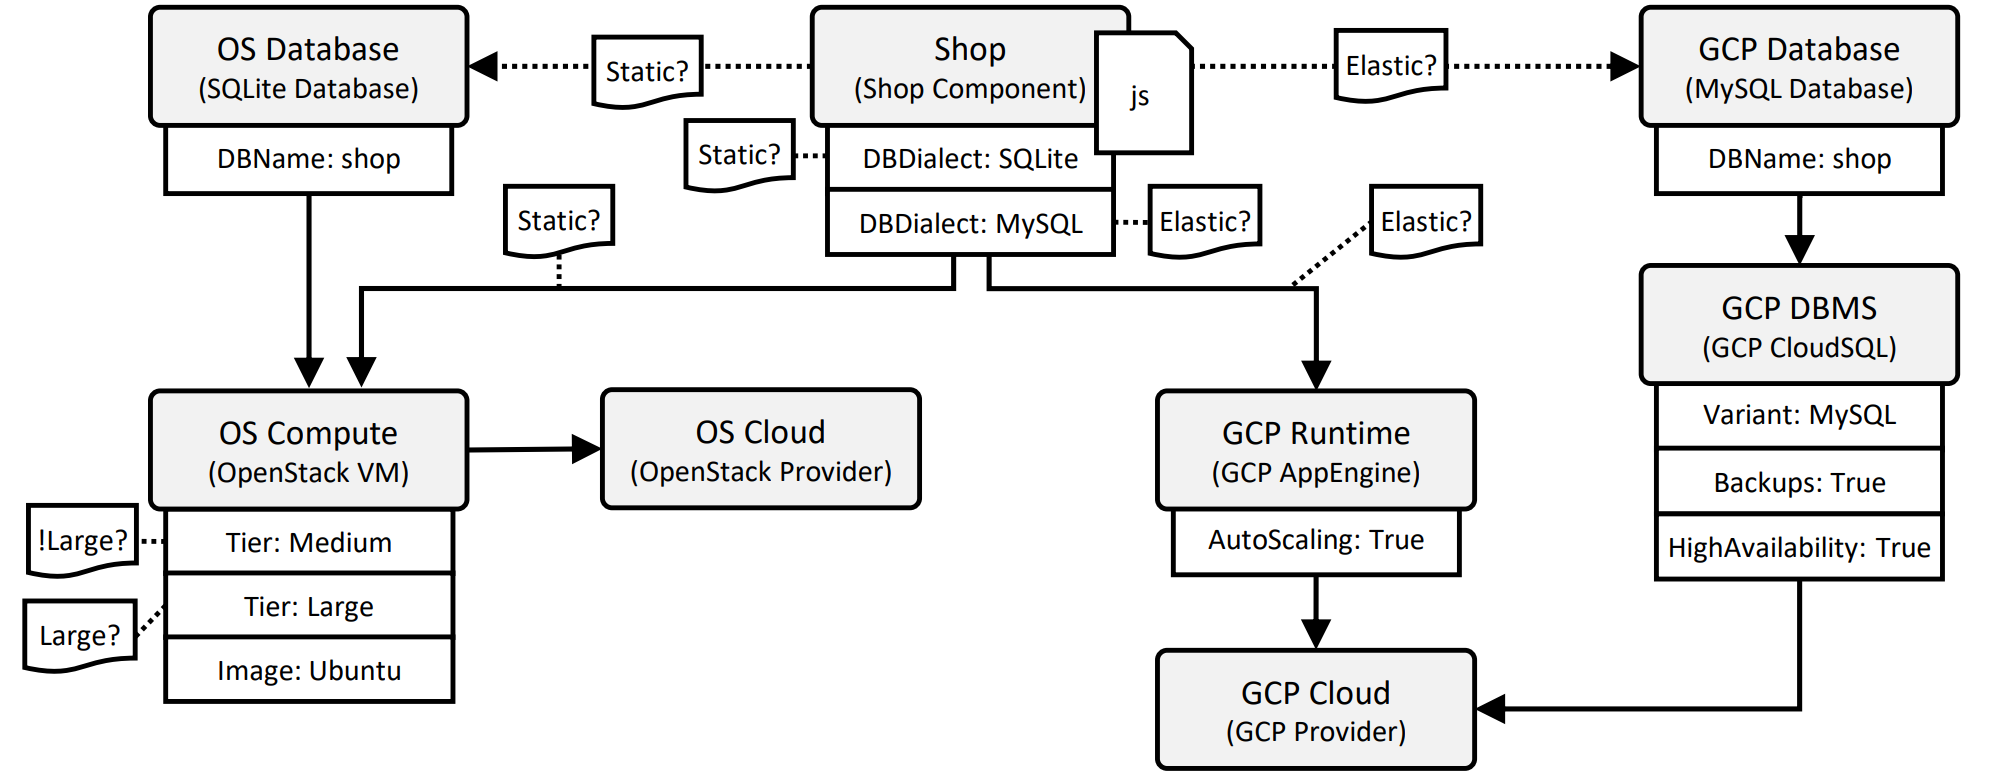 OS Database
(SQLite Database)
DBName: shop
Static?
Shop
(Shop Component)
js
Static?
DBDialect: SQLite
DBDialect: MySQL
Elastic?
Elastic?
GCP Database
(MySQL Database)
DBName: shop
Static?
Elastic?
GCP DBMS
(GCP CloudSQL)
Variant: MySQL
Backups: True
HighAvailability: True
OS Compute
(OpenStack VM)
!Large?
Tier: Medium
Large?
Tier: Large
Image: Ubuntu
OS Cloud
(OpenStack Provider)
GCP Runtime
(GCP AppEngine)
AutoScaling: True
GCP Cloud
(GCP Provider)